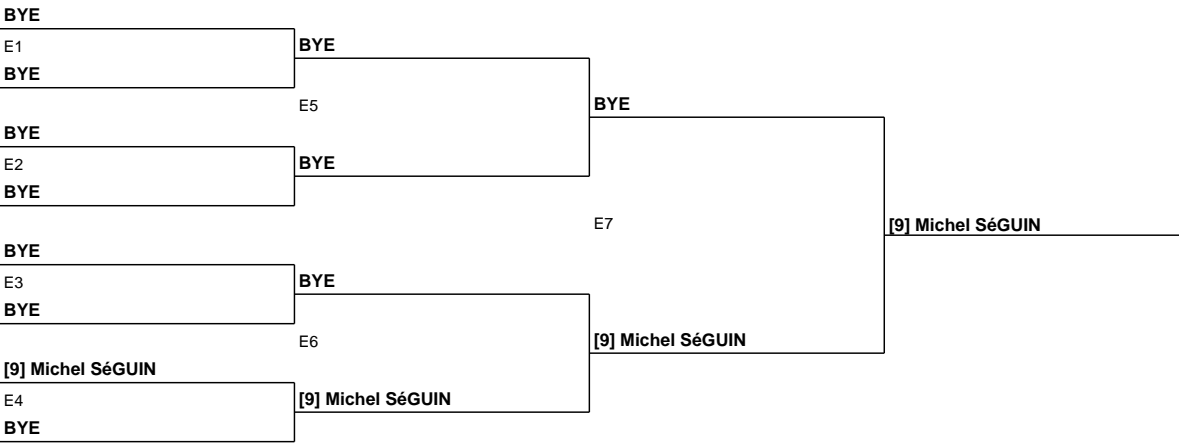 BYE
E1
BYE
BYE
E5
BYE
BYE
E2
BYE
BYE
E7
[9] Michel SéGUIN
BYE
E3
BYE
BYE
E6
[9] Michel SéGUIN
[9] Michel SéGUIN
E4
[9] Michel SéGUIN
BYE